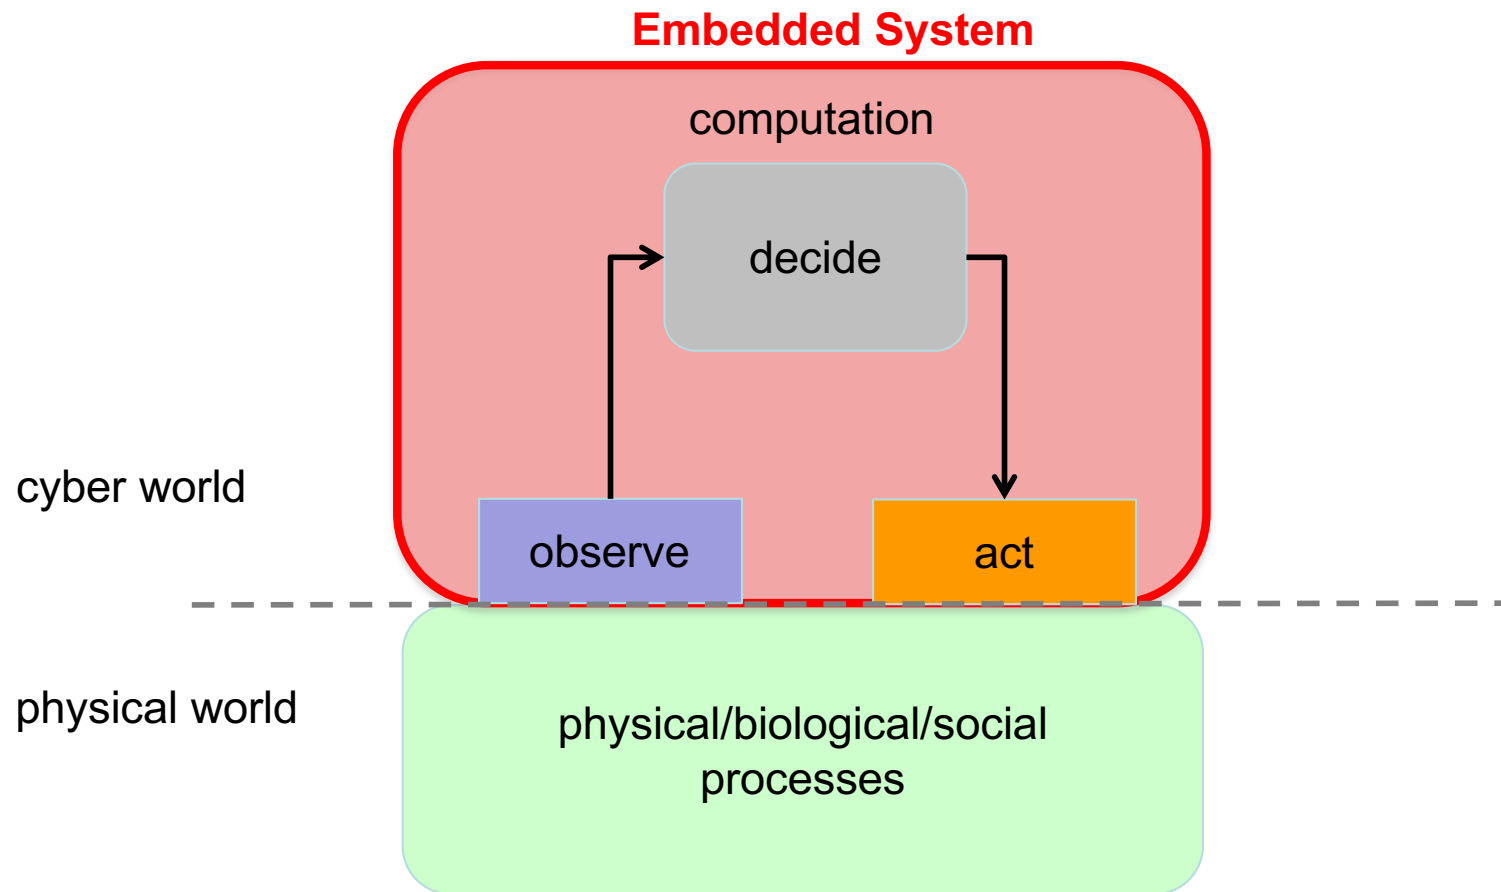 Embedded System
computation
decide
cyber world
observe
act
physical world
physical/biological/social
processes